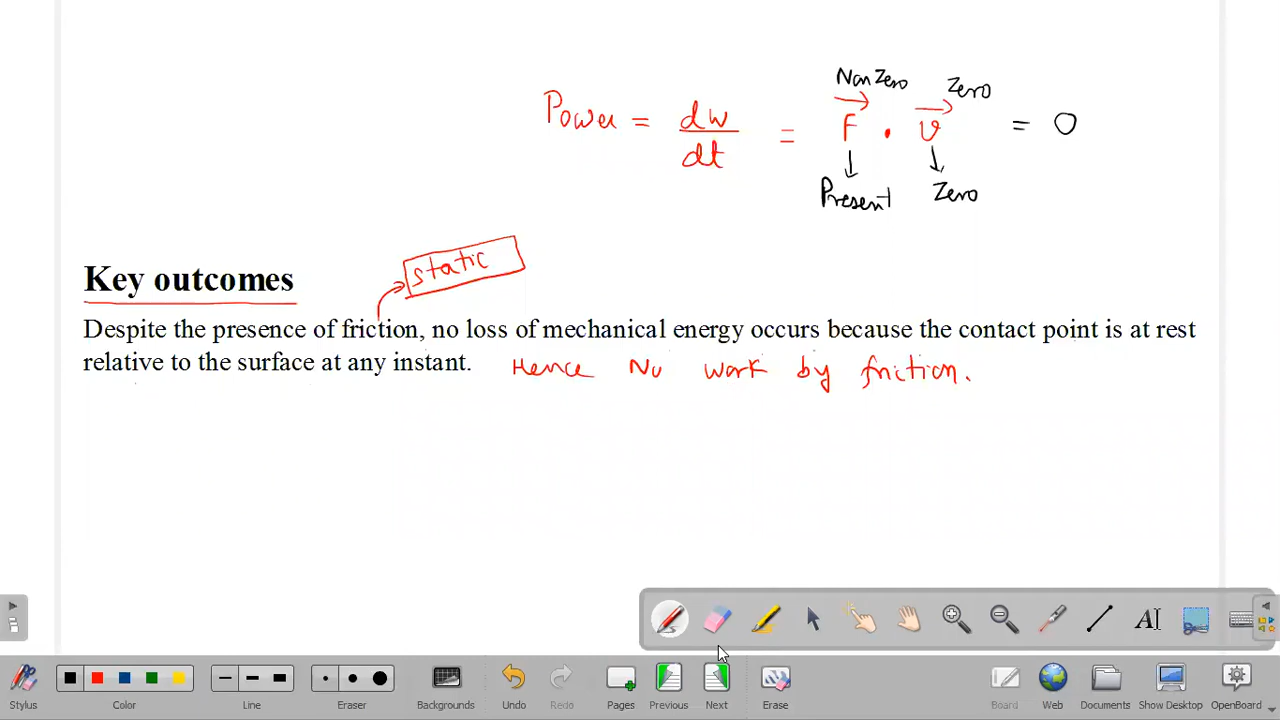 Non Zero Zero
Power = dw/dt = F . v = 0
Present Zero
static
Key outcomes
Despite the presence of friction, no loss of mechanical energy occurs because the contact point is at rest
relative to the surface at any instant. Hence No work by friction.
Stylus Color Line Eraser Backgrounds Undo Redo Pages Previous Next Erase Board Web Documents Show Desktop OpenBoard